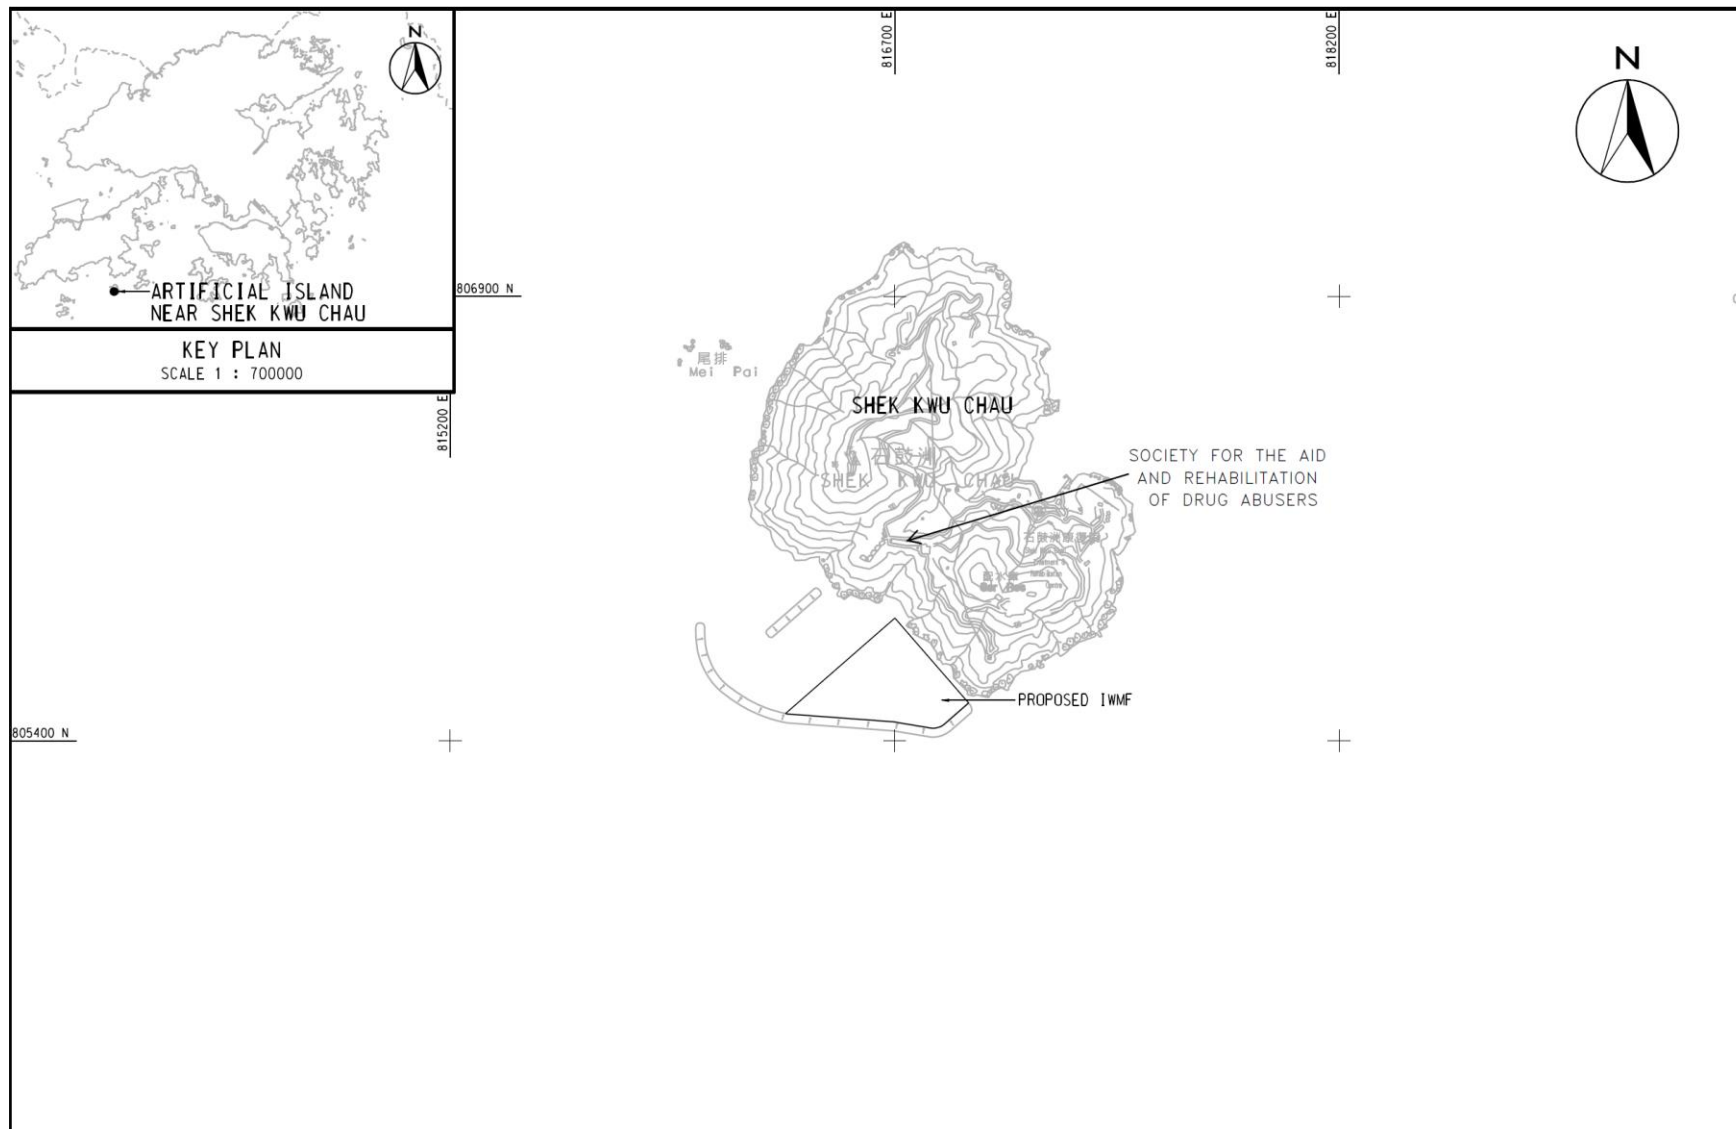 N
ARTIFICIAL ISLAND
NEAR SHEK KWU CHAU
KEY PLAN
SCALE 1 : 700000
816700 E
818200 E
N
806900 N
815200 E
尾排
Mei Pai
SHEK KWU CHAU
石鼓洲
SHEK KWU CHAU
SOCIETY FOR THE AID
AND REHABILITATION
OF DRUG ABUSERS
PROPOSED IWMF
805400 N